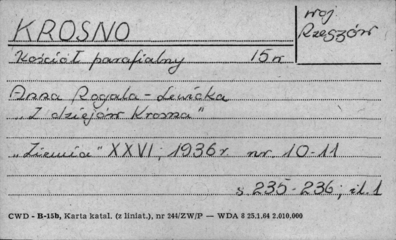 KROSNO
woj
Rzeszów
Kościół parafialny 15 w
Anna Rogala-Lewicka
„Z dziejów Krosna"
„Ziemia" XXVI, 1936 r. nr. 10-11
s. 235-236; il. 1
CWD - B-15b, Karta katal. (z liniat.), nr 244/ZW/P — WDA 8 25.1.64 2.010.000